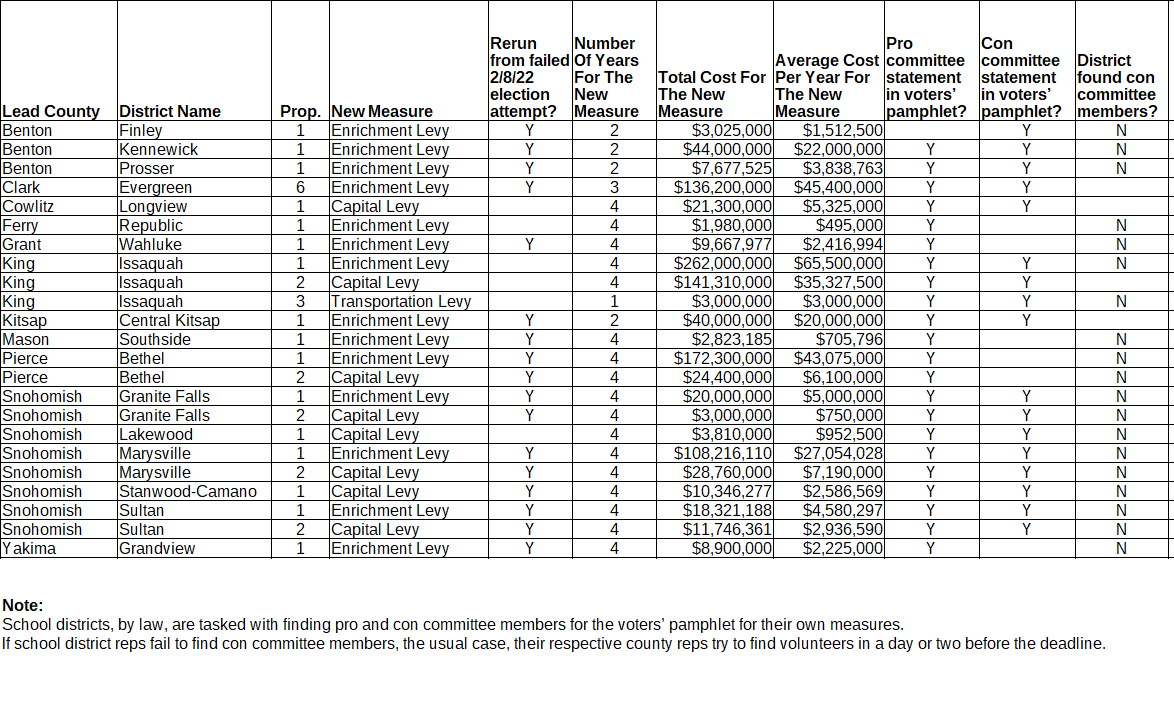 Lead County District Name Prop. New Measure Rerun from failed 2/8/22 election attempt? Number Of Years For The New Measure Total Cost For The New Measure Average Cost Per Year For The New Measure Pro committee statement in voters’ pamphlet? Con committee statement in voters’ pamphlet? District found con committee members?
Benton Finley 1 Enrichment Levy Y 2 $3,025,000 $1,512,500 Y N
Benton Kennewick 1 Enrichment Levy Y 2 $44,000,000 $22,000,000 Y Y N
Benton Prosser 1 Enrichment Levy Y 2 $7,677,525 $3,838,763 Y Y N
Clark Evergreen 6 Enrichment Levy Y 3 $136,200,000 $45,400,000 Y Y
Cowlitz Longview 1 Capital Levy 4 $21,300,000 $5,325,000 Y Y
Ferry Republic 1 Enrichment Levy 4 $1,980,000 $495,000 Y N
Grant Wahluke 1 Enrichment Levy Y 4 $9,667,977 $2,416,994 Y N
King Issaquah 1 Enrichment Levy 4 $262,000,000 $65,500,000 Y Y N
King Issaquah 2 Capital Levy 4 $141,310,000 $35,327,500 Y Y
King Issaquah 3 Transportation Levy 1 $3,000,000 $3,000,000 Y Y N
Kitsap Central Kitsap 1 Enrichment Levy Y 2 $40,000,000 $20,000,000 Y Y
Mason Southside 1 Enrichment Levy Y 4 $2,823,185 $705,796 Y N
Pierce Bethel 1 Enrichment Levy Y 4 $172,300,000 $43,075,000 Y N
Pierce Bethel 2 Capital Levy Y 4 $24,400,000 $6,100,000 Y N
Snohomish Granite Falls 1 Enrichment Levy Y 4 $20,000,000 $5,000,000 Y Y N
Snohomish Granite Falls 2 Capital Levy Y 4 $3,000,000 $750,000 Y Y N
Snohomish Lakewood 1 Capital Levy 4 $3,810,000 $952,500 Y Y N
Snohomish Marysville 1 Enrichment Levy Y 4 $108,216,110 $27,054,028 Y Y N
Snohomish Marysville 2 Capital Levy Y 4 $28,760,000 $7,190,000 Y Y N
Snohomish Stanwood-Camano 1 Capital Levy Y 4 $10,346,277 $2,586,569 Y Y N
Snohomish Sultan 1 Enrichment Levy Y 4 $18,321,188 $4,580,297 Y Y N
Snohomish Sultan 2 Capital Levy Y 4 $11,746,361 $2,936,590 Y Y N
Yakima Grandview 1 Enrichment Levy Y 4 $8,900,000 $2,225,000 Y N
Note:
School districts, by law, are tasked with finding pro and con committee members for the voters’ pamphlet for their own measures.
If school district reps fail to find con committee members, the usual case, their respective county reps try to find volunteers in a day or two before the deadline.